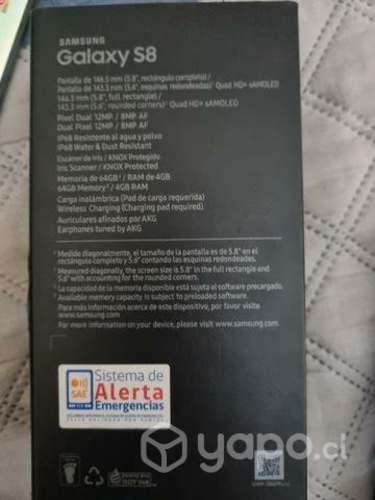 SAMSUNG
Galaxy S8
Pantalla de 146.5 mm (5.8", rectángulo completo) /
Pantalla de 143.3 mm (5.6", esquinas redondeadas)¹ Quad HD+ sAMOLED
146.5 mm (5.8", full rectangle) /
143.3 mm (5.6", rounded corners)¹ Quad HD+ sAMOLED
Pixel Dual 12MP / 8MP AF
Dual Pixel 12MP / 8MP AF
IP68 Resistente al agua y polvo
IP68 Water & Dust Resistant
Escáner de Iris / KNOX Protegido
Iris Scanner / KNOX Protected
Memoria de 64GB² / RAM de 4GB
64GB Memory² / 4GB RAM
Carga inalámbrica (Pad de carga requerida)
Wireless Charging (Charging pad required)
Auriculares afinados por AKG
Earphones tuned by AKG
¹ Medida diagonalmente, el tamaño de la pantalla es de 5.8" en el
rectángulo completo y 5.6" contando las esquinas redondeadas.
¹ Measured diagonally, the screen size is 5.8" in the full rectangle and
5.6" with accounting for the rounded corners.
² La capacidad de la memoria disponible está sujeta al software precargado.
² Available memory capacity is subject to preloaded software.
Para más información acerca de este dispositivo, por favor visite
www.samsung.com
For more information on your device, please visit www.samsung.com
SAE
Sistema de
Alerta
Emergencias
yapo.cl